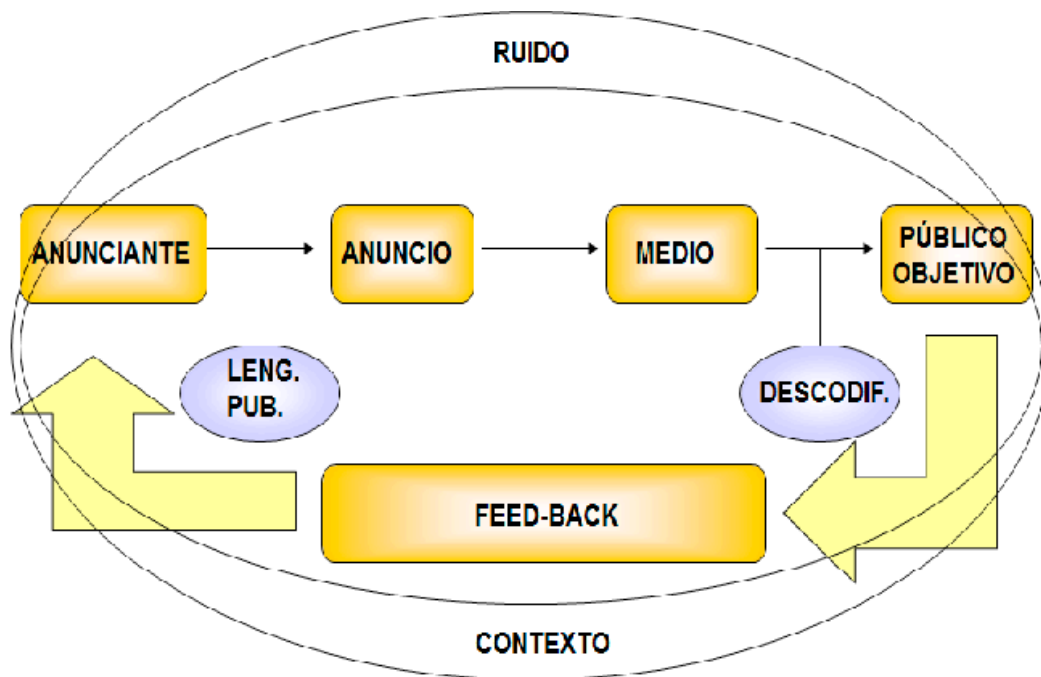 RUIDO
ANUNCIANTE
ANUNCIO
MEDIO
PÚBLICO
OBJETIVO
LENG.
PUB.
DESCODIF.
FEED-BACK
CONTEXTO